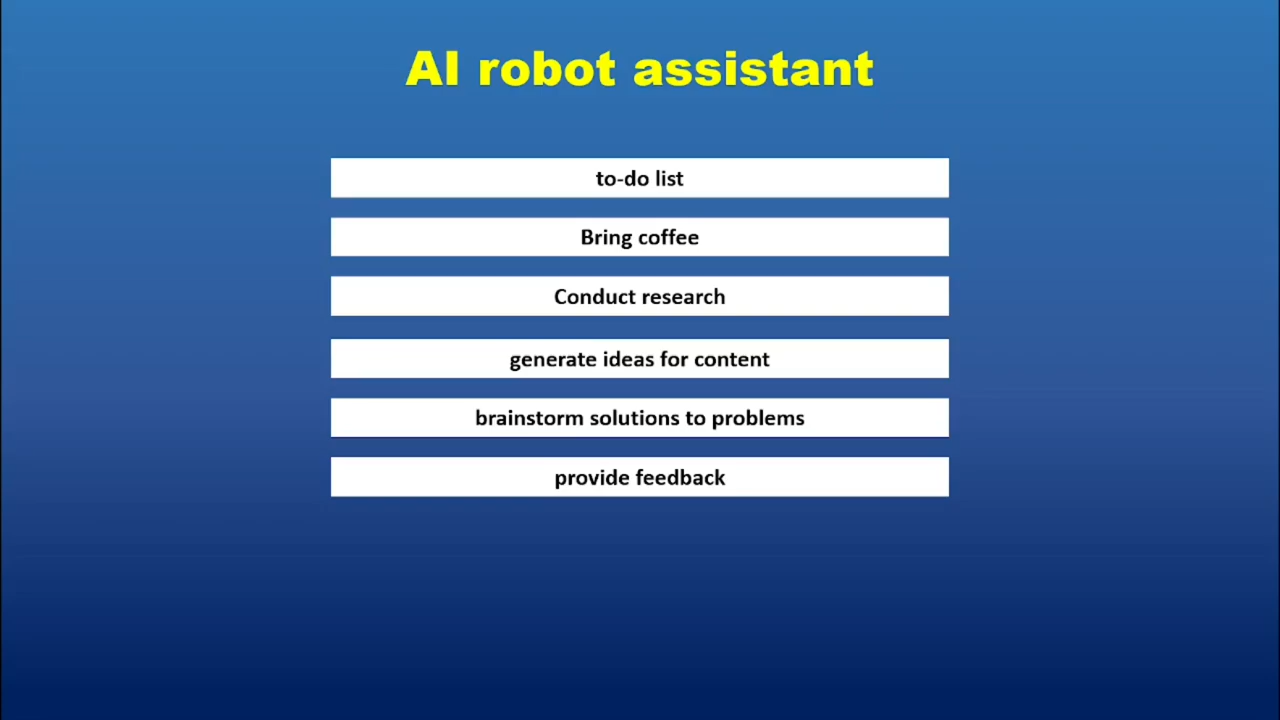 AI robot assistant
to-do list
Bring coffee
Conduct research
generate ideas for content
brainstorm solutions to problems
provide feedback